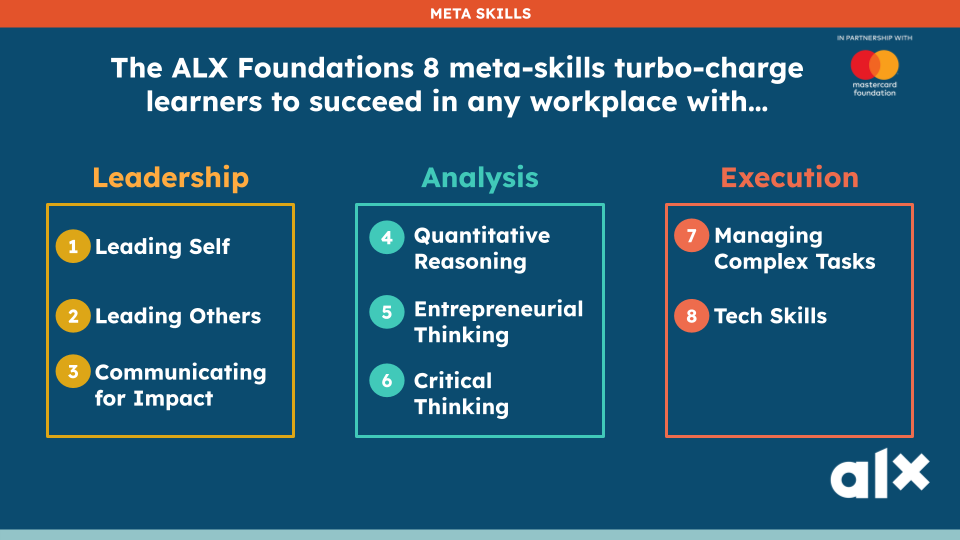 META SKILLS
IN PARTNERSHIP WITH
mastercard
foundation
The ALX Foundations 8 meta-skills turbo-charge
learners to succeed in any workplace with...
Leadership
1 Leading Self
2 Leading Others
3 Communicating
for Impact
Analysis
4 Quantitative
Reasoning
5 Entrepreneurial
Thinking
6 Critical
Thinking
Execution
7 Managing
Complex Tasks
8 Tech Skills
alx